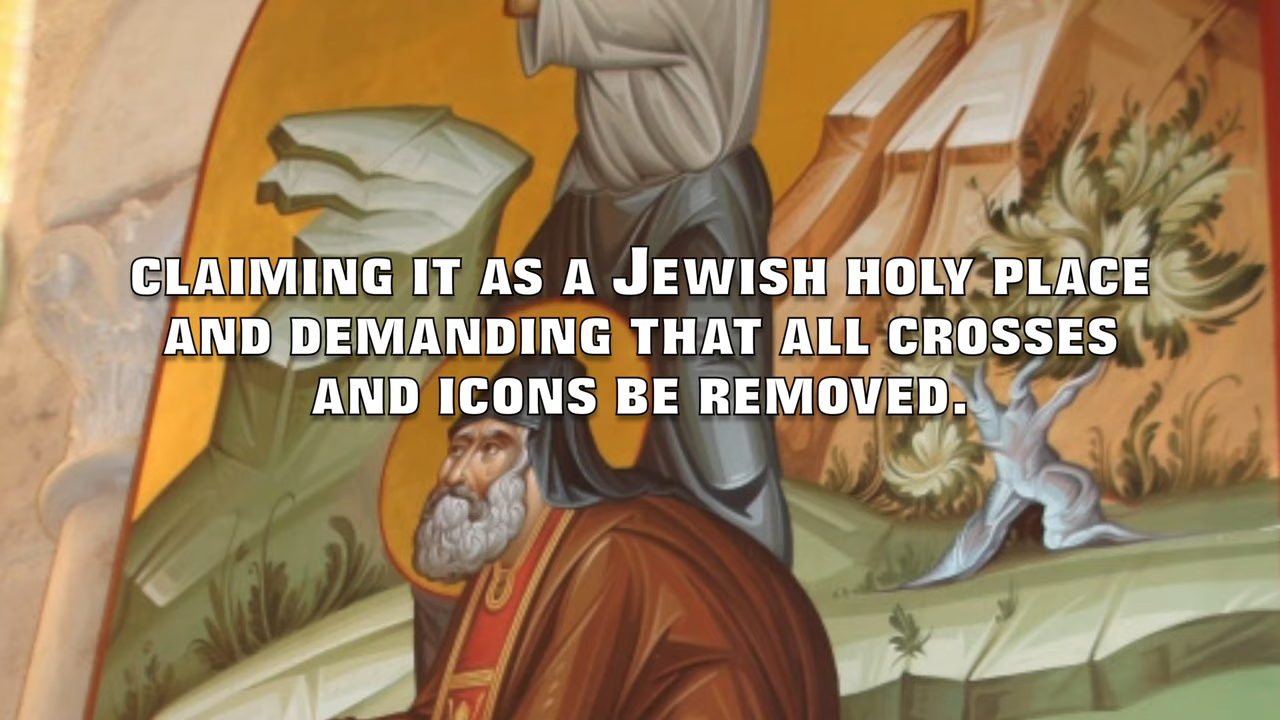 CLAIMING IT AS A JEWISH HOLY PLACE
AND DEMANDING THAT ALL CROSSES
AND ICONS BE REMOVED.